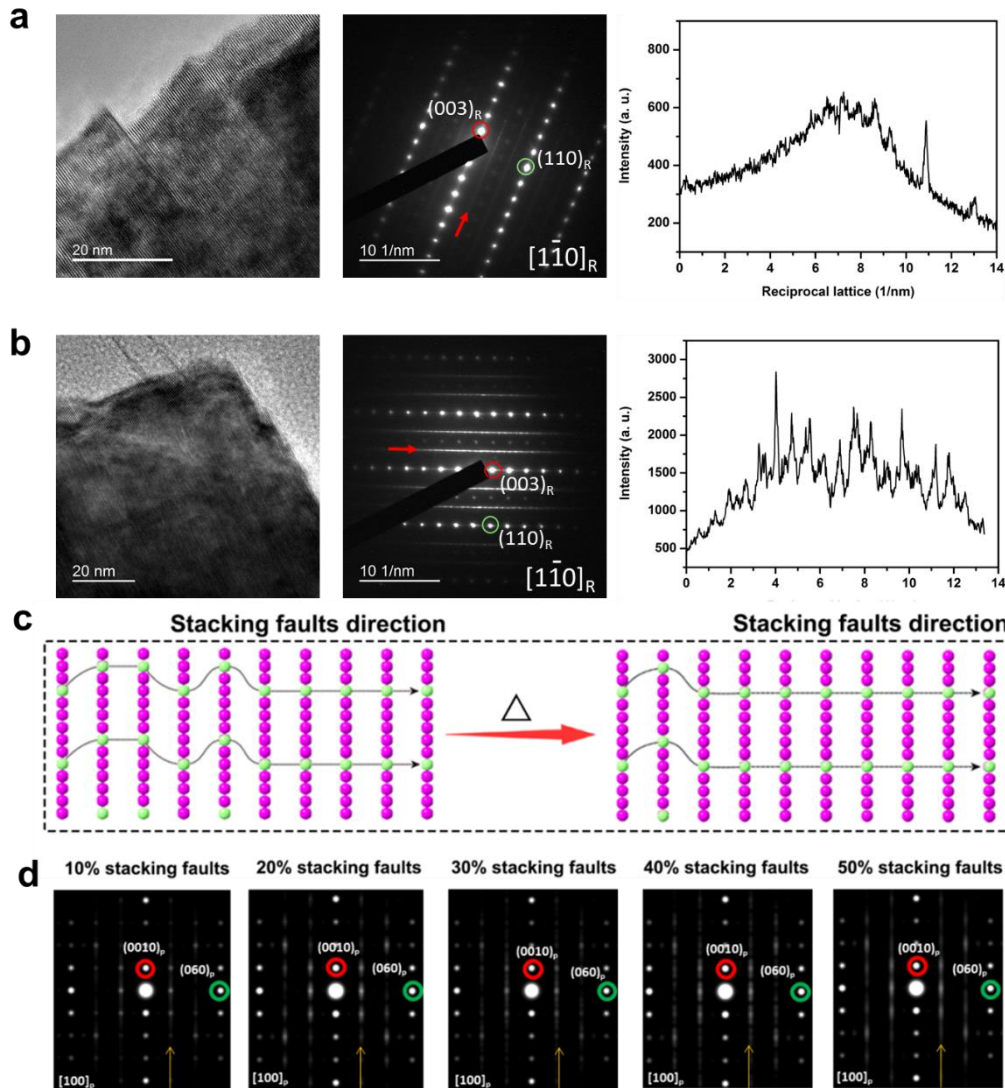 a
20 nm
(003)R
(110)R
10 1/nm
[11̄0]R
Intensity (a. u.)
800
600
400
200
0 2 4 6 8 10 12 14
Reciprocal lattice (1/nm)
b
20 nm
(003)R
(110)R
10 1/nm
[11̄0]R
Intensity (a. u.)
3000
2500
2000
1500
1000
500
0 2 4 6 8 10 12 14
c
Stacking faults direction
Stacking faults direction
△
d
10% stacking faults
20% stacking faults
30% stacking faults
40% stacking faults
50% stacking faults
(0010)p
(060)p
[100]p
(0010)p
(060)p
[100]p
(0010)p
(060)p
[100]p
(0010)p
(060)p
[100]p
(0010)p
(060)p
[100]p